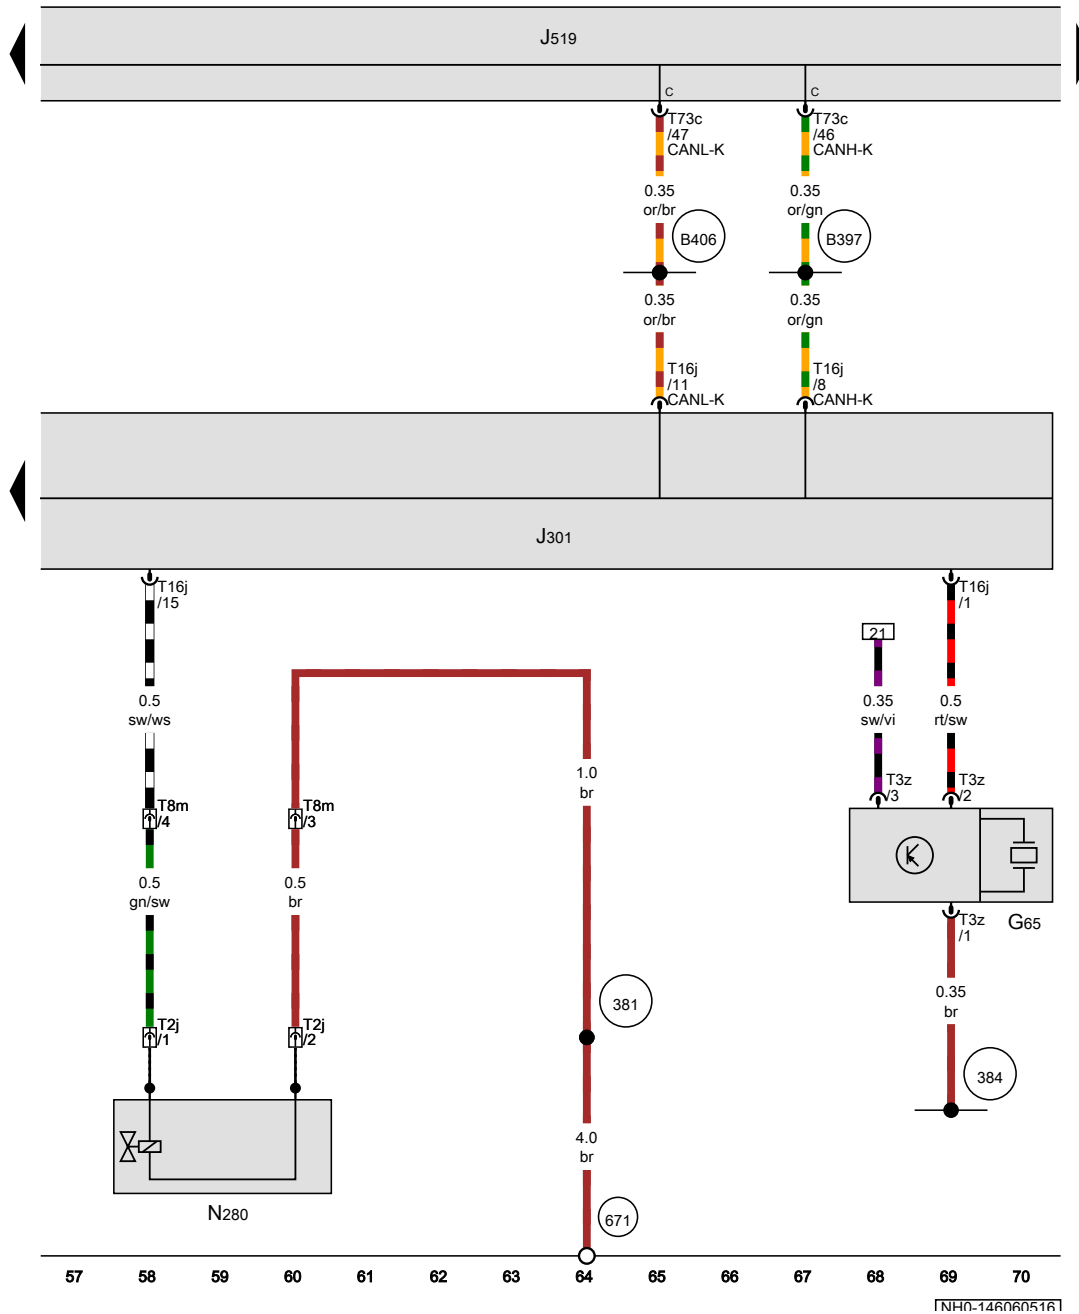 J519
c
c
T73c
/47
CANL-K
T73c
/46
CANH-K
0.35
or/br
0.35
or/gn
B406
B397
0.35
or/br
0.35
or/gn
T16j
/11
CANL-K
T16j
/8
CANH-K
J301
T16j
/15
T16j
/1
21
0.5
sw/ws
0.35
sw/vi
0.5
rt/sw
1.0
br
T3z
/3
T3z
/2
T8m
/4
T8m
/3
0.5
gn/sw
0.5
br
T3z
/1
G65
0.35
br
381
T2j
/1
T2j
/2
384
4.0
br
N280
671
57 58 59 60 61 62 63 64 65 66 67 68 69 70
NH0-146060516